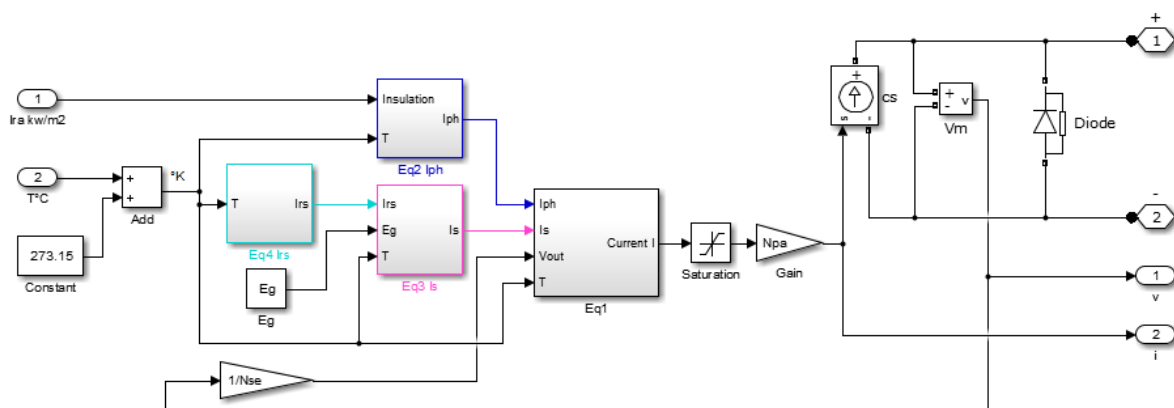 1
Ira kw/m2
2
T°C
+
+
Add
°K
273.15
Constant
Insulation
T
Iph
Eq2 Iph
T
Irs
Eq4 Irs
Eg
Eg
Irs
Eg
T
Is
Eq3 Is
1/Nse
Iph
Is
Vout
T
Current I
Eq1
Saturation
Npa
Gain
+
s
-
cs
+
-
v
Vm
Diode
+
1
-
2
1
v
2
i